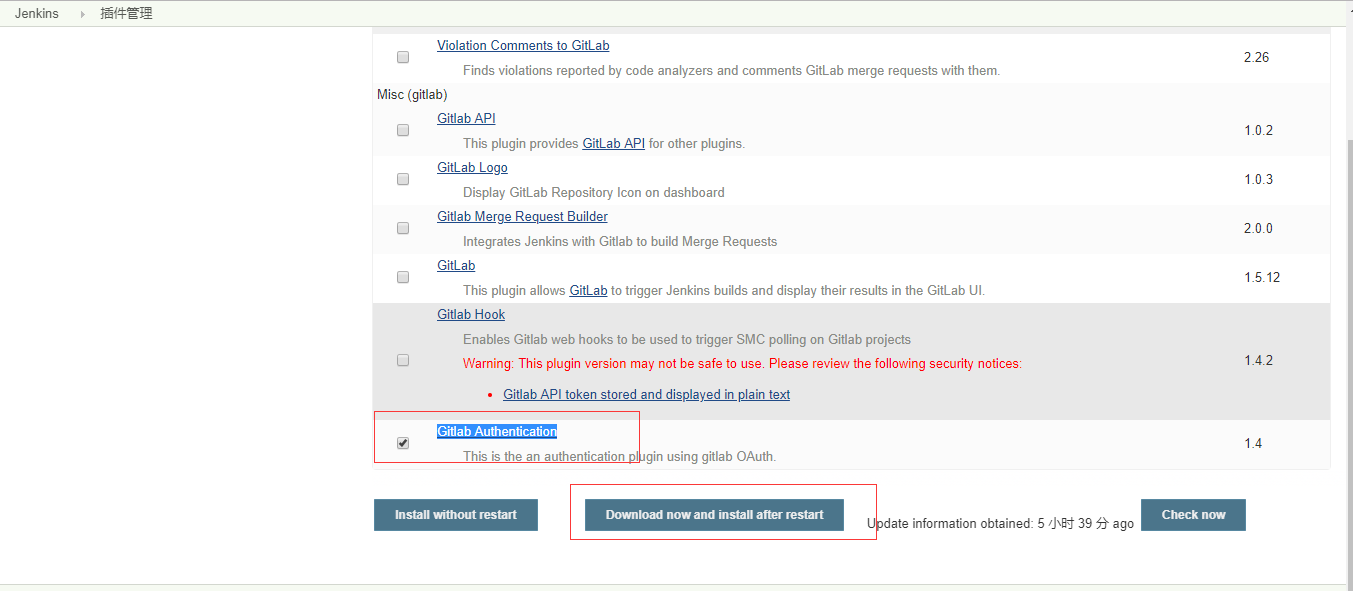 Jenkins 插件管理
Violation Comments to GitLab
Finds violations reported by code analyzers and comments GitLab merge requests with them.
2.26
Misc (gitlab)
Gitlab API
This plugin provides GitLab API for other plugins.
1.0.2
GitLab Logo
Display GitLab Repository Icon on dashboard
1.0.3
Gitlab Merge Request Builder
Integrates Jenkins with Gitlab to build Merge Requests
2.0.0
GitLab
This plugin allows GitLab to trigger Jenkins builds and display their results in the GitLab UI.
1.5.12
Gitlab Hook
Enables Gitlab web hooks to be used to trigger SMC polling on Gitlab projects
Warning: This plugin version may not be safe to use. Please review the following security notices:
Gitlab API token stored and displayed in plain text
1.4.2
Gitlab Authentication
This is the an authentication plugin using gitlab OAuth.
1.4
Install without restart Download now and install after restart Update information obtained: 5 小时 39 分 ago Check now